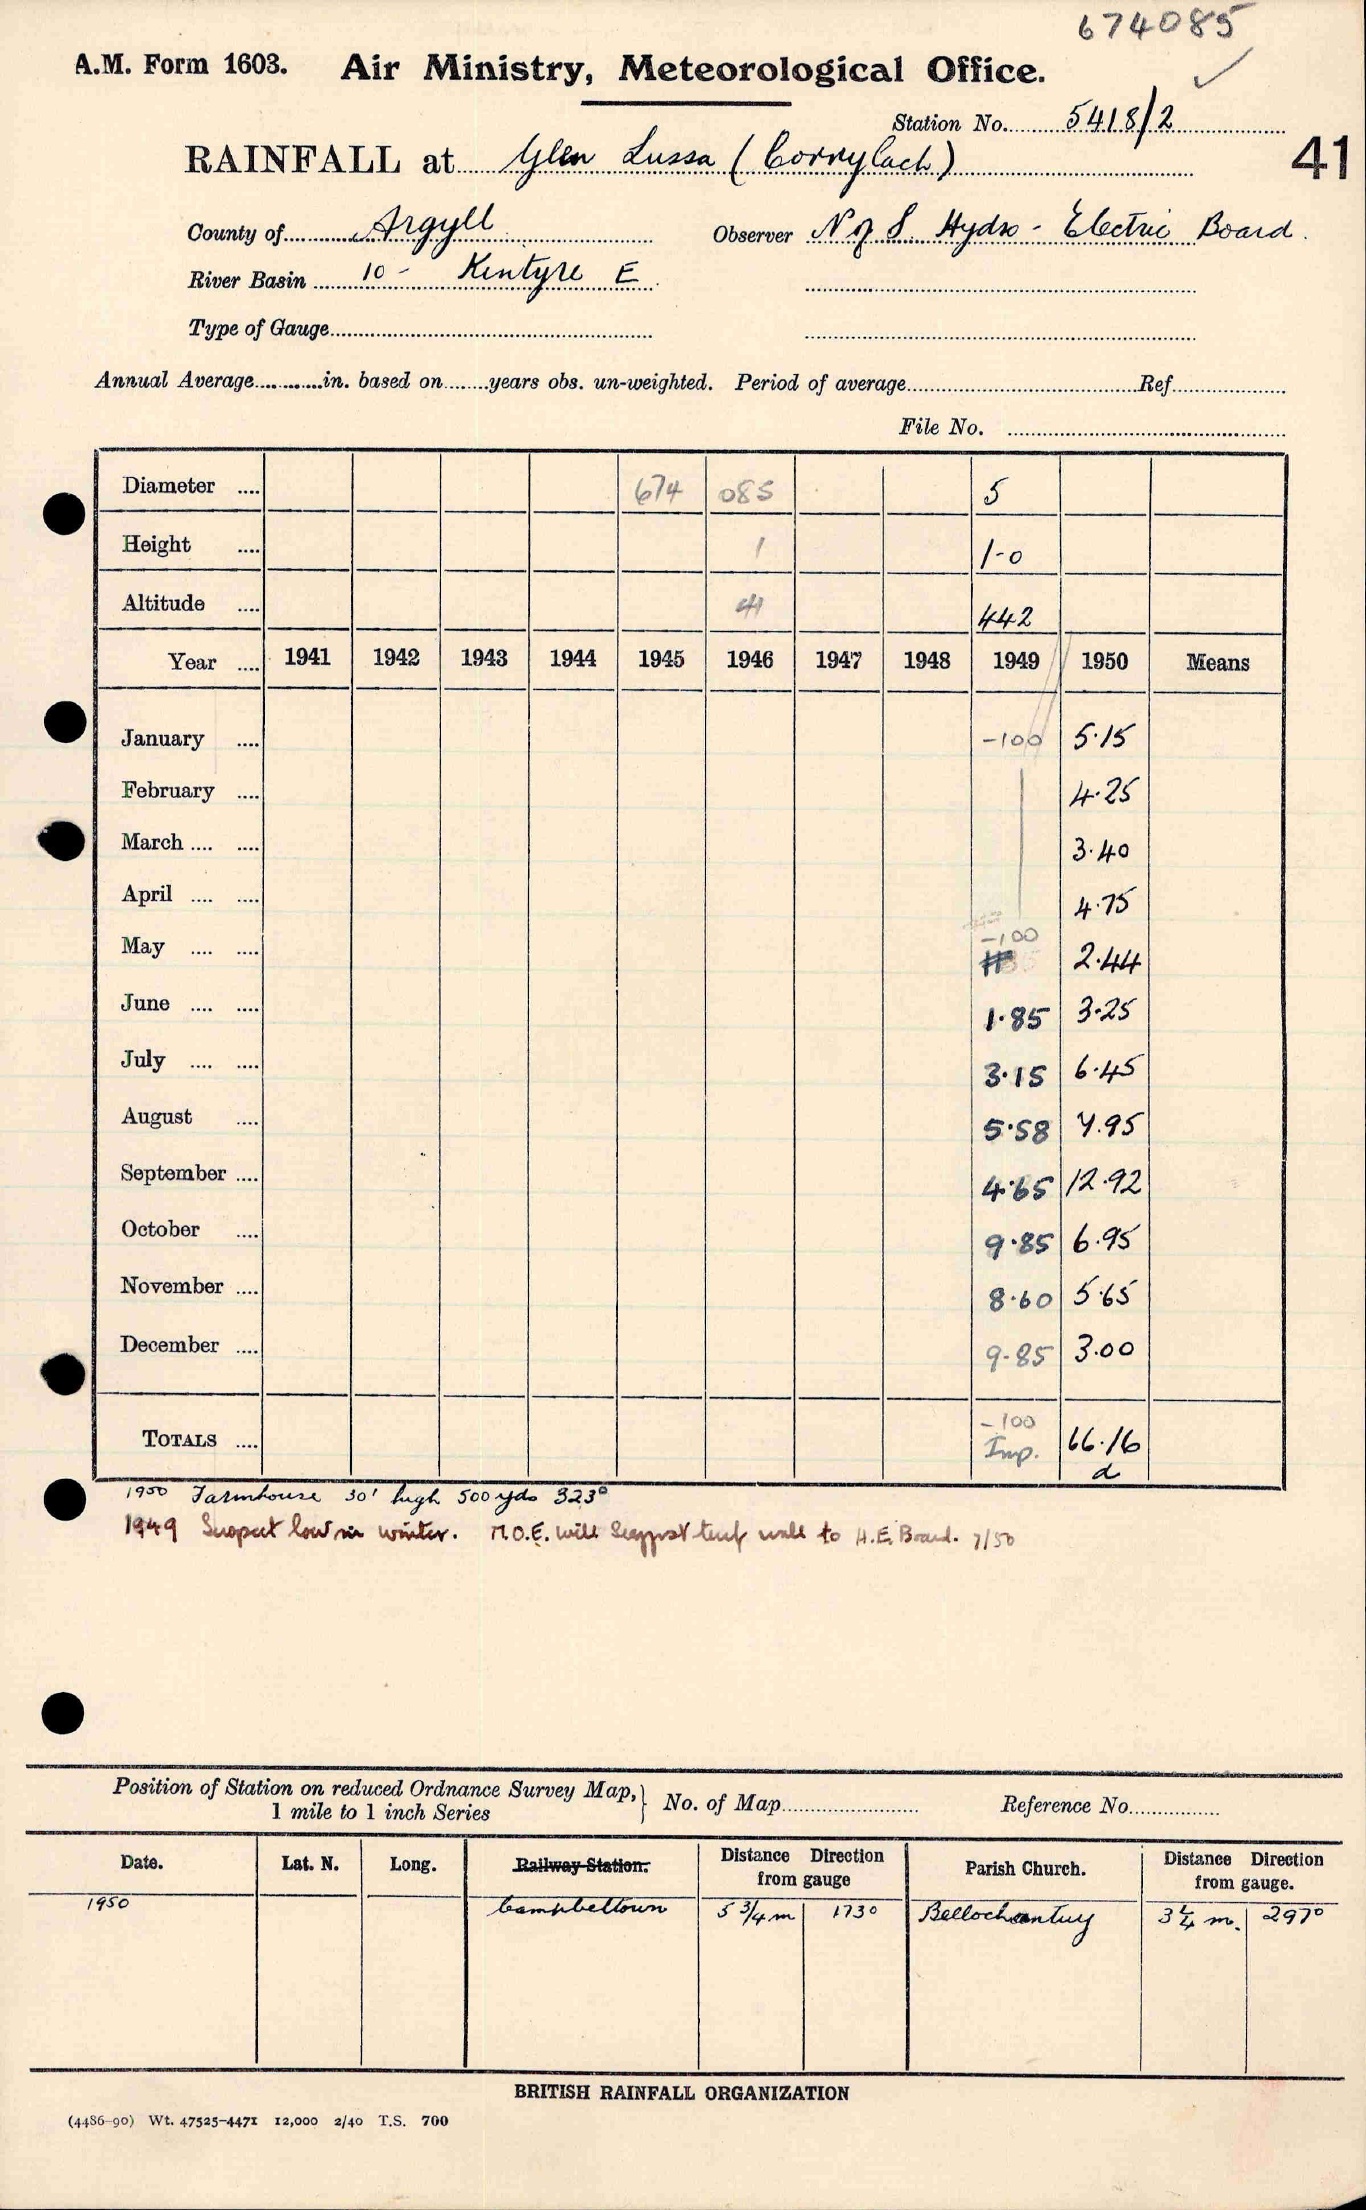 674085
A.M. Form 1603. Air Ministry, Meteorological Office.
Station No. 5418/2
RAINFALL at Glen Lussa (Corrylach) 41
County of Argyll Observer N of S Hydro-Electric Board.
River Basin 10 - Kintyre E
Type of Gauge
Annual Average in. based on years obs. un-weighted. Period of average Ref
File No.
Diameter .... 674 085 5
Height .... 1 1-0
Altitude .... 41 442
Year .... 1941 1942 1943 1944 1945 1946 1947 1948 1949 1950 Means
January .... -100 5.15
February .... 4.25
March .... .... 3.40
April .... .... 4.75
May .... .... -100 2.44
June .... .... 1.85 3.25
July .... .... 3.15 6.45
August .... 5.58 7.95
September .... 4.65 12.92
October .... 9.85 6.95
November .... 8.60 5.65
December .... 9.85 3.00
-100
TOTALS .... Imp. 66.16
d
1950 Farmhouse 30' high 500 yds 323°
1949 Suspect low in winter. M.O.E. will suggest turf wall to H.E. Board. 7/50
Position of Station on reduced Ordnance Survey Map,
1 mile to 1 inch Series } No. of Map Reference No.
Date. Lat. N. Long. Railway Station. Distance Direction from gauge Parish Church. Distance Direction from gauge.
1950 Campbeltown 5 3/4 m 173° Bellochantuy 3 1/4 m. 297°
BRITISH RAINFALL ORGANIZATION
(4486-90) Wt. 47525-4471 12,000 2/40 T.S. 700